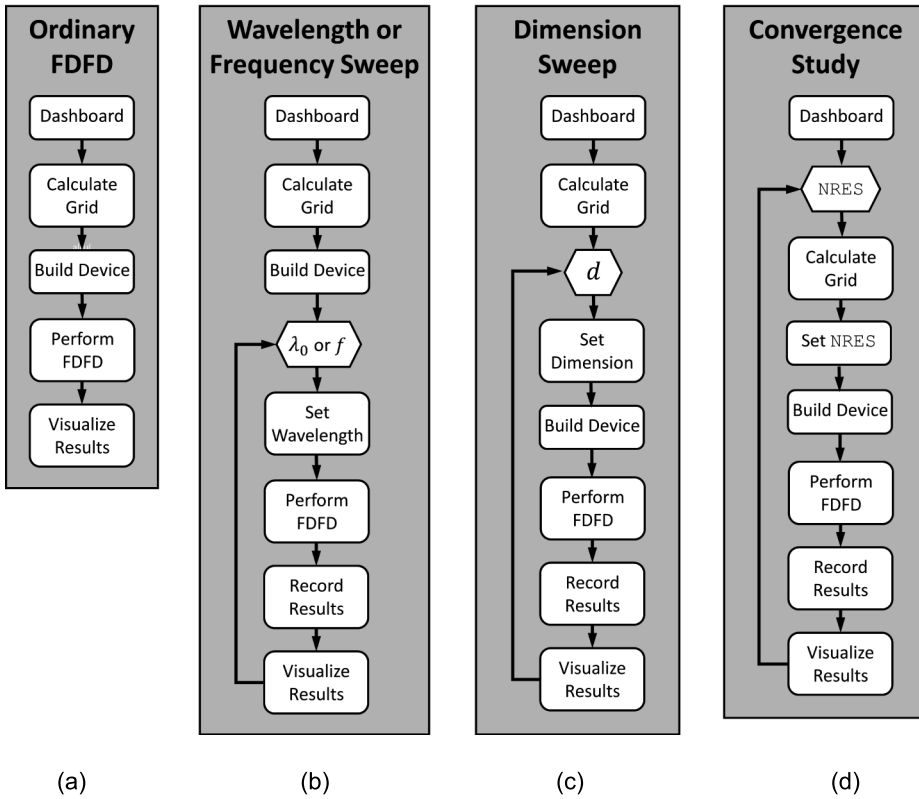 Ordinary
FDFD
Dashboard
Calculate
Grid
Build Device
Perform
FDFD
Visualize
Results
(a)
Wavelength or
Frequency Sweep
Dashboard
Calculate
Grid
Build Device
λ₀ or f
Set
Wavelength
Perform
FDFD
Record
Results
Visualize
Results
(b)
Dimension
Sweep
Dashboard
Calculate
Grid
d
Set
Dimension
Build Device
Perform
FDFD
Record
Results
Visualize
Results
(c)
Convergence
Study
Dashboard
NRES
Calculate
Grid
Set NRES
Build Device
Perform
FDFD
Record
Results
Visualize
Results
(d)